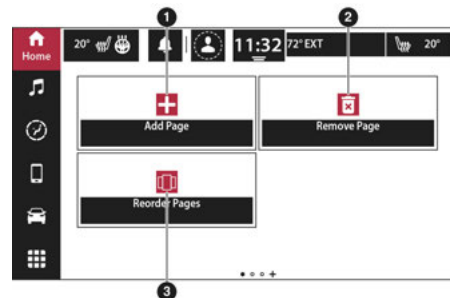 1 2
Home 20° 11:32 72° EXT 20°
Add Page Remove Page
Reorder Pages
3